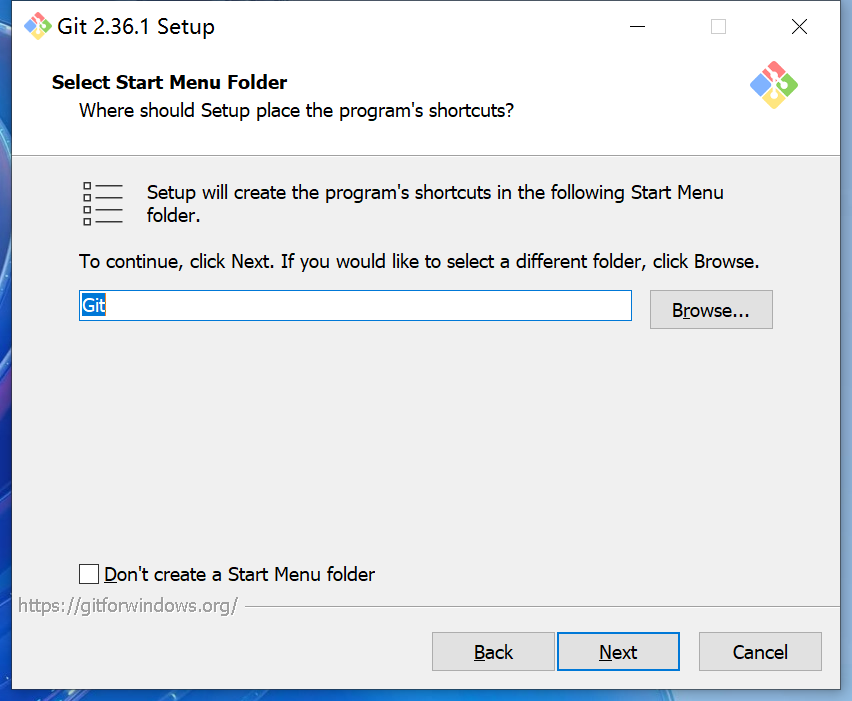 Git 2.36.1 Setup
Select Start Menu Folder
Where should Setup place the program's shortcuts?
Setup will create the program's shortcuts in the following Start Menu
folder.
To continue, click Next. If you would like to select a different folder, click Browse.
Git
Browse...
Don't create a Start Menu folder
https://gitforwindows.org/
Back
Next
Cancel